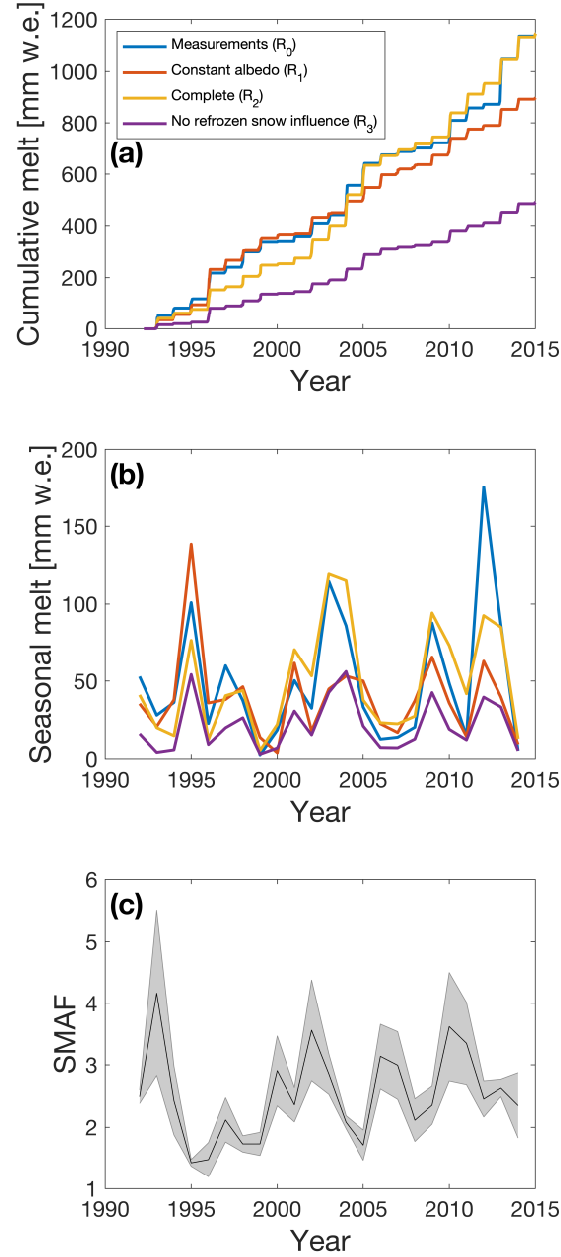 1200
1000
800
600
400
200
0
Cumulative melt [mm w.e.]
Measurements (R0)
Constant albedo (R1)
Complete (R2)
No refrozen snow influence (R3)
(a)
1990 1995 2000 2005 2010 2015
Year
200
150
100
50
0
Seasonal melt [mm w.e.]
(b)
1990 1995 2000 2005 2010 2015
Year
6
5
4
3
2
1
SMAF
(c)
1990 1995 2000 2005 2010 2015
Year